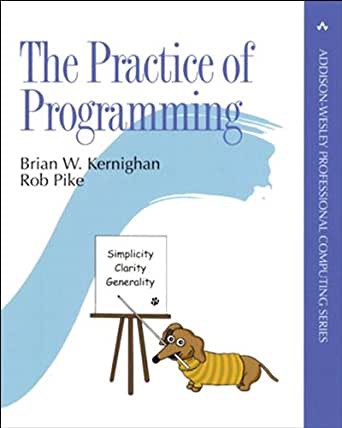 The Practice of
Programming
Brian W. Kernighan
Rob Pike
Simplicity
Clarity
Generality
ADDISON-WESLEY PROFESSIONAL COMPUTING SERIES